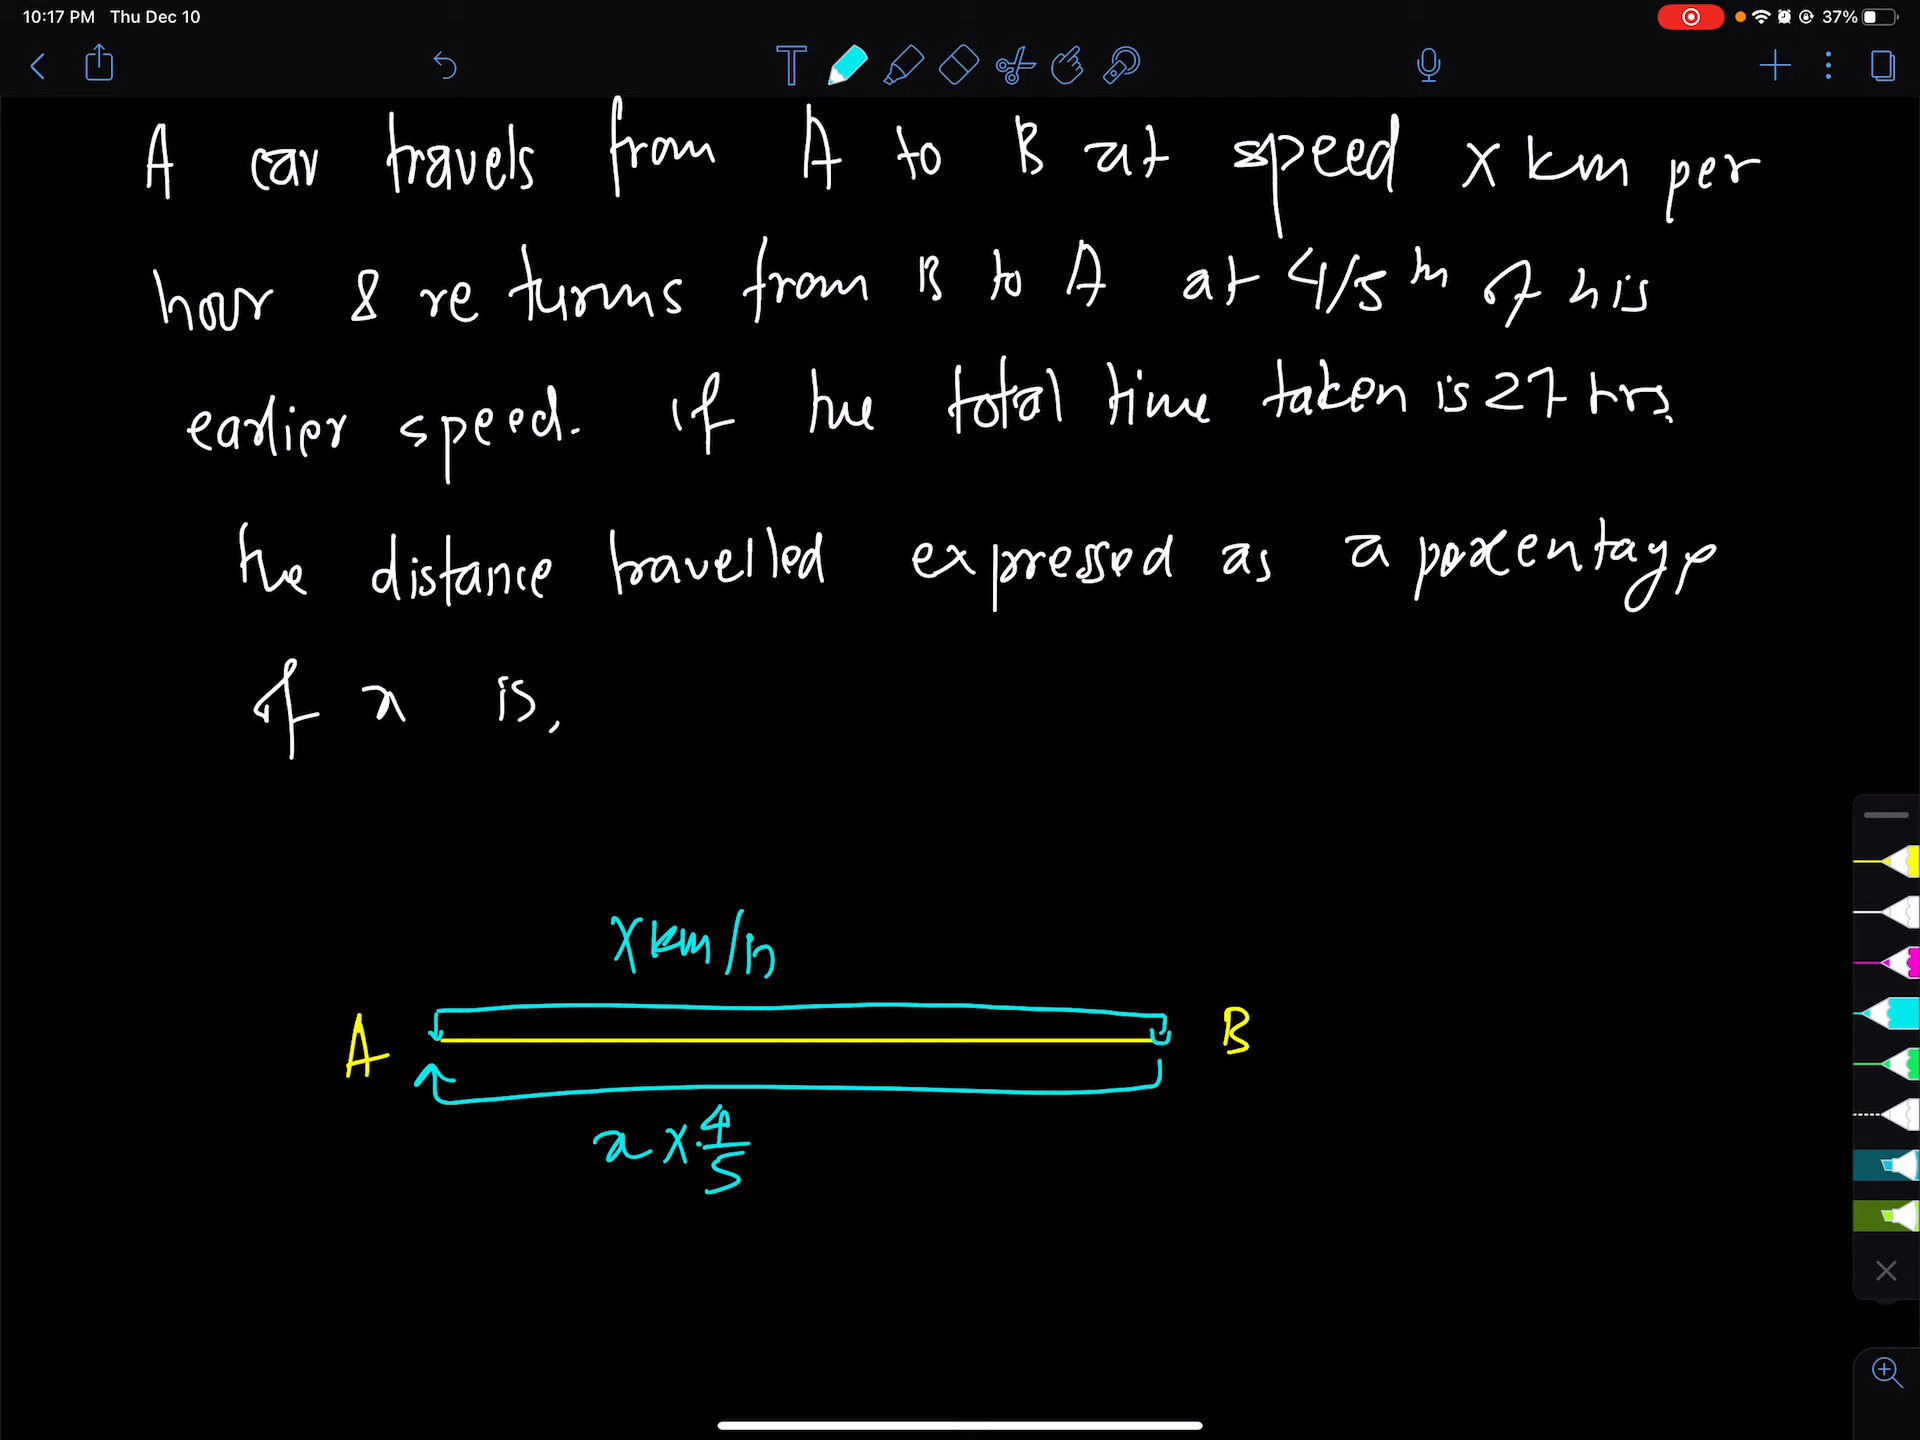 10:17 PM Thu Dec 10
37%
A car travels from A to B at speed x km per
hour & returns from B to A at 4/5th of his
earlier speed. If the total time taken is 27 hrs.
the distance travelled expressed as a percentage
of x is,
x km/h
A B
x × 4/5